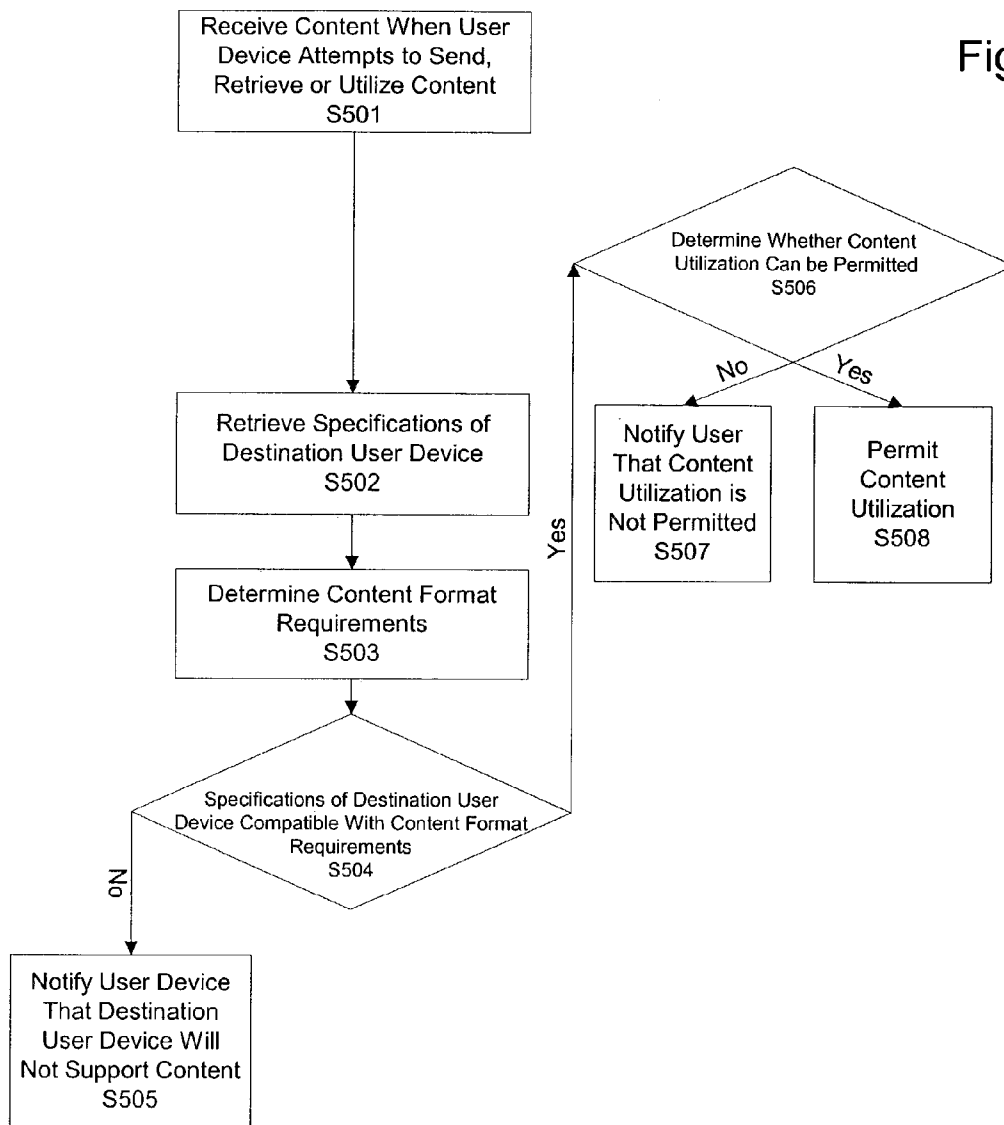 Receive Content When User
Device Attempts to Send,
Retrieve or Utilize Content
S501
Fig
Determine Whether Content
Utilization Can be Permitted
S506
No
Yes
Retrieve Specifications of
Destination User Device
S502
Notify User
That Content
Utilization is
Not Permitted
S507
Permit
Content
Utilization
S508
Yes
Determine Content Format
Requirements
S503
Specifications of Destination User
Device Compatible With Content Format
Requirements
S504
No
Notify User Device
That Destination
User Device Will
Not Support Content
S505